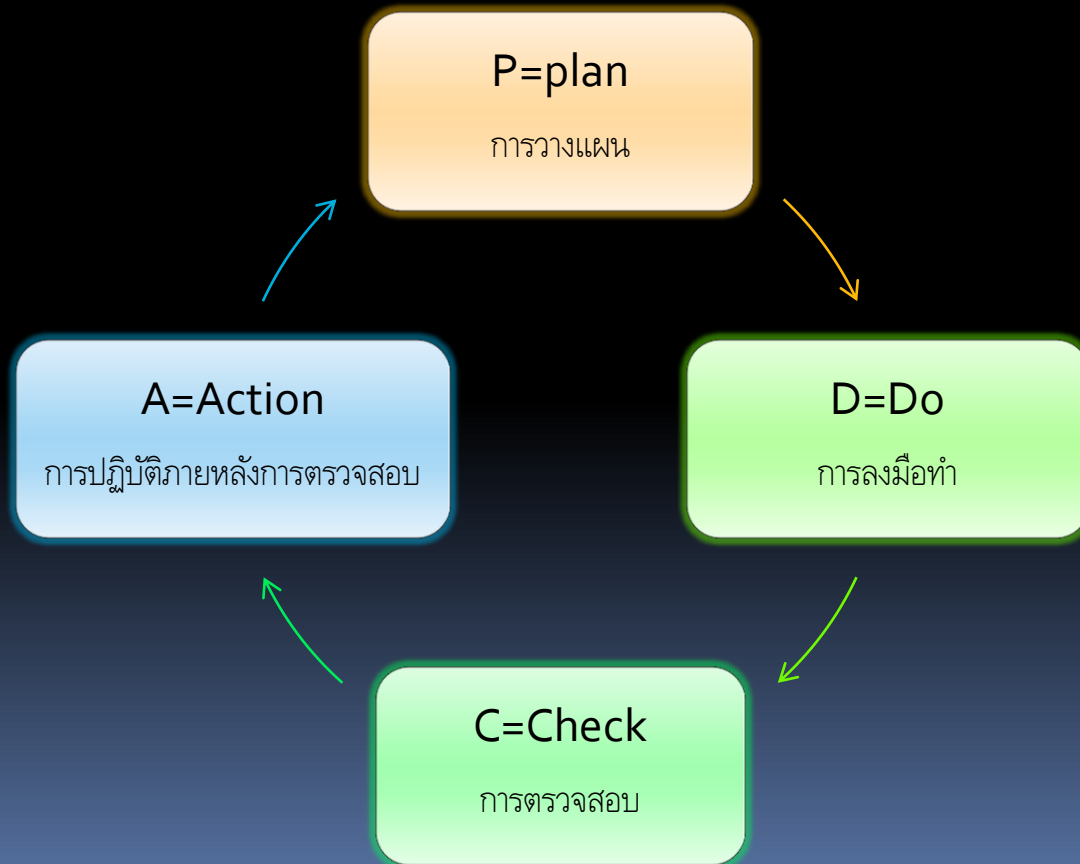 P=plan
การวางแผน
A=Action
การปฏิบัติภายหลังการตรวจสอบ
D=Do
การลงมือทำ
C=Check
การตรวจสอบ